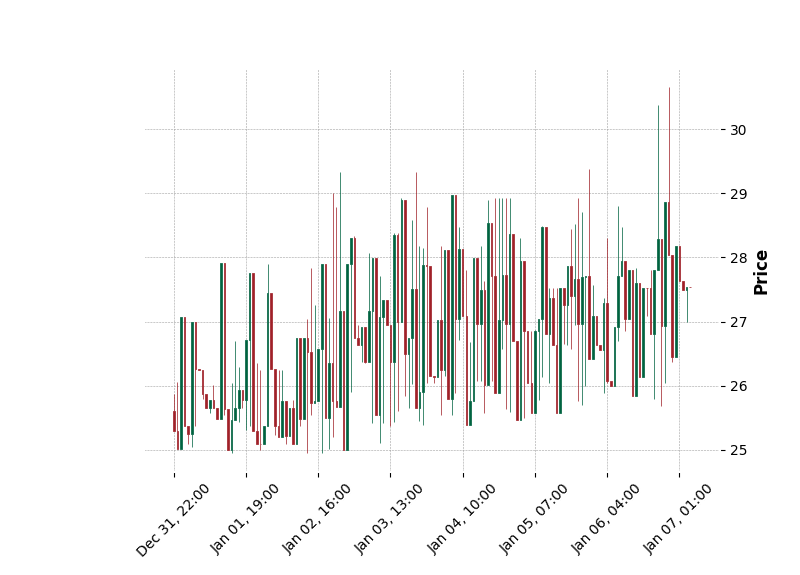 30
29
28
27
26
25
Price
Dec 31, 22:00
Jan 01, 19:00
Jan 02, 16:00
Jan 03, 13:00
Jan 04, 10:00
Jan 05, 07:00
Jan 06, 04:00
Jan 07, 01:00